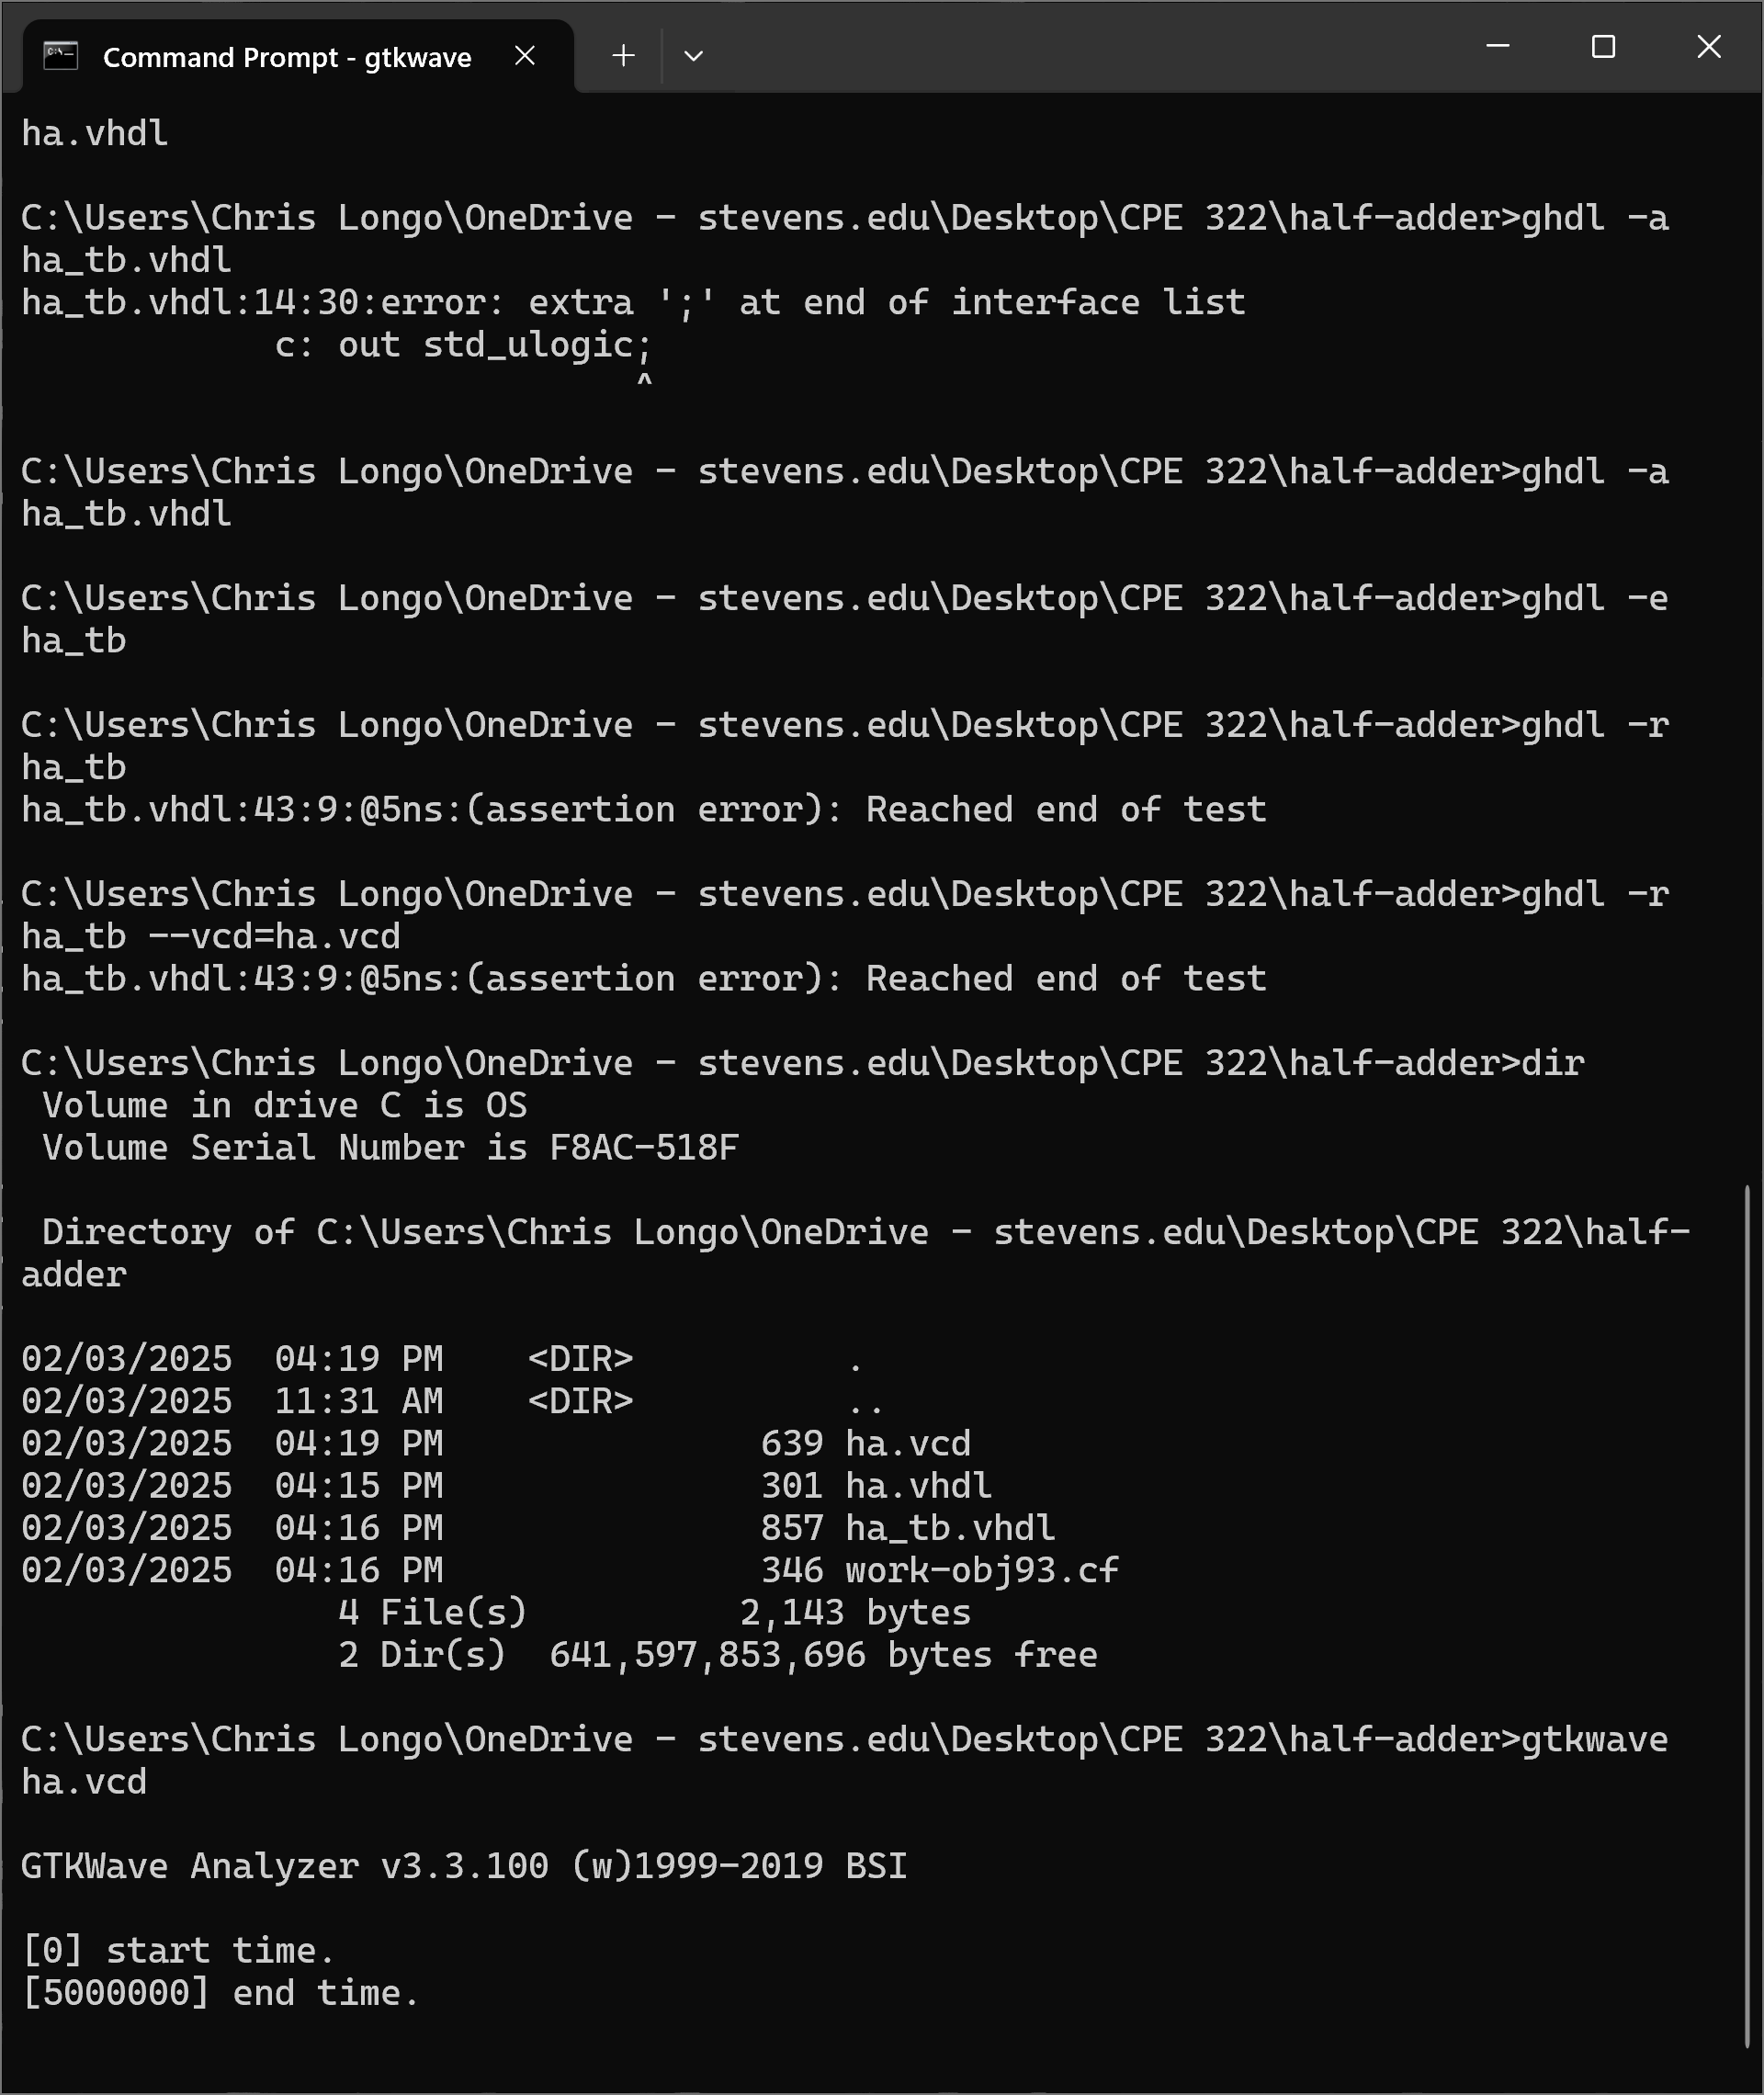 Command Prompt - gtkwave
ha.vhdl
C:\Users\Chris Longo\OneDrive - stevens.edu\Desktop\CPE 322\half-adder>ghdl -a
ha_tb.vhdl
ha_tb.vhdl:14:30:error: extra ';' at end of interface list
            c: out std_ulogic;
                             ^
C:\Users\Chris Longo\OneDrive - stevens.edu\Desktop\CPE 322\half-adder>ghdl -a
ha_tb.vhdl
C:\Users\Chris Longo\OneDrive - stevens.edu\Desktop\CPE 322\half-adder>ghdl -e
ha_tb
C:\Users\Chris Longo\OneDrive - stevens.edu\Desktop\CPE 322\half-adder>ghdl -r
ha_tb
ha_tb.vhdl:43:9:@5ns:(assertion error): Reached end of test
C:\Users\Chris Longo\OneDrive - stevens.edu\Desktop\CPE 322\half-adder>ghdl -r
ha_tb --vcd=ha.vcd
ha_tb.vhdl:43:9:@5ns:(assertion error): Reached end of test
C:\Users\Chris Longo\OneDrive - stevens.edu\Desktop\CPE 322\half-adder>dir
 Volume in drive C is OS
 Volume Serial Number is F8AC-518F
 Directory of C:\Users\Chris Longo\OneDrive - stevens.edu\Desktop\CPE 322\half-
adder
02/03/2025  04:19 PM    <DIR>          .
02/03/2025  11:31 AM    <DIR>          ..
02/03/2025  04:19 PM               639 ha.vcd
02/03/2025  04:15 PM               301 ha.vhdl
02/03/2025  04:16 PM               857 ha_tb.vhdl
02/03/2025  04:16 PM               346 work-obj93.cf
               4 File(s)          2,143 bytes
               2 Dir(s)  641,597,853,696 bytes free
C:\Users\Chris Longo\OneDrive - stevens.edu\Desktop\CPE 322\half-adder>gtkwave
ha.vcd
GTKWave Analyzer v3.3.100 (w)1999-2019 BSI
[0] start time.
[5000000] end time.